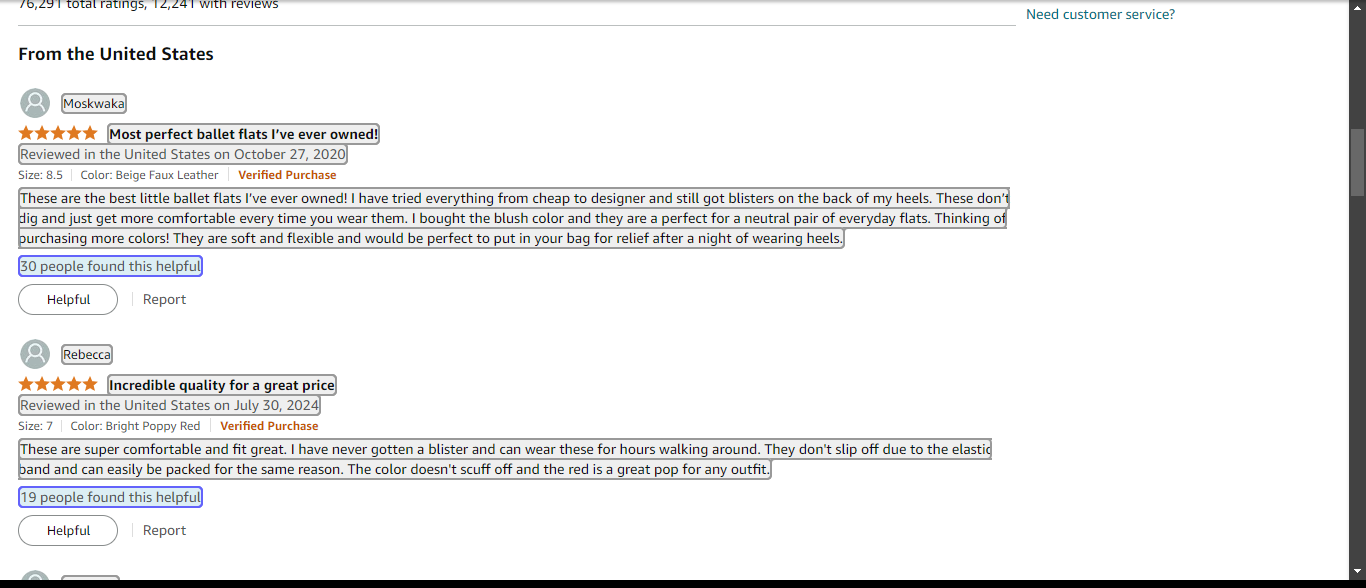 76,291 total ratings, 12,241 with reviews
Need customer service?
From the United States
Moskwaka
Most perfect ballet flats I’ve ever owned!
Reviewed in the United States on October 27, 2020
Size: 8.5 Color: Beige Faux Leather Verified Purchase
These are the best little ballet flats I’ve ever owned! I have tried everything from cheap to designer and still got blisters on the back of my heels. These don’t
dig and just get more comfortable every time you wear them. I bought the blush color and they are a perfect for a neutral pair of everyday flats. Thinking of
purchasing more colors! They are soft and flexible and would be perfect to put in your bag for relief after a night of wearing heels.
30 people found this helpful
Helpful Report
Rebecca
Incredible quality for a great price
Reviewed in the United States on July 30, 2024
Size: 7 Color: Bright Poppy Red Verified Purchase
These are super comfortable and fit great. I have never gotten a blister and can wear these for hours walking around. They don't slip off due to the elastic
band and can easily be packed for the same reason. The color doesn't scuff off and the red is a great pop for any outfit.
19 people found this helpful
Helpful Report